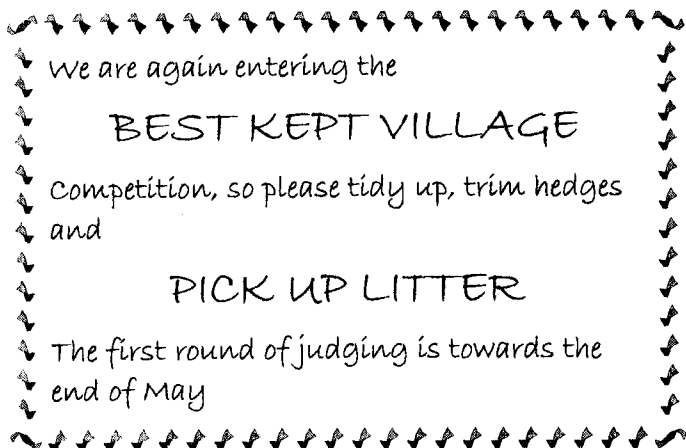 We are again entering the
BEST KEPT VILLAGE
Competition, so please tidy up, trim hedges
and
PICK UP LITTER
The first round of judging is towards the
end of May